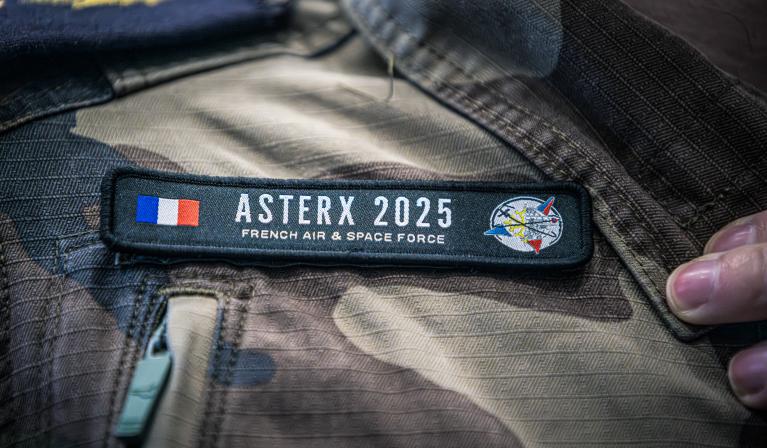 ASTERX 2025
FRENCH AIR & SPACE FORCE